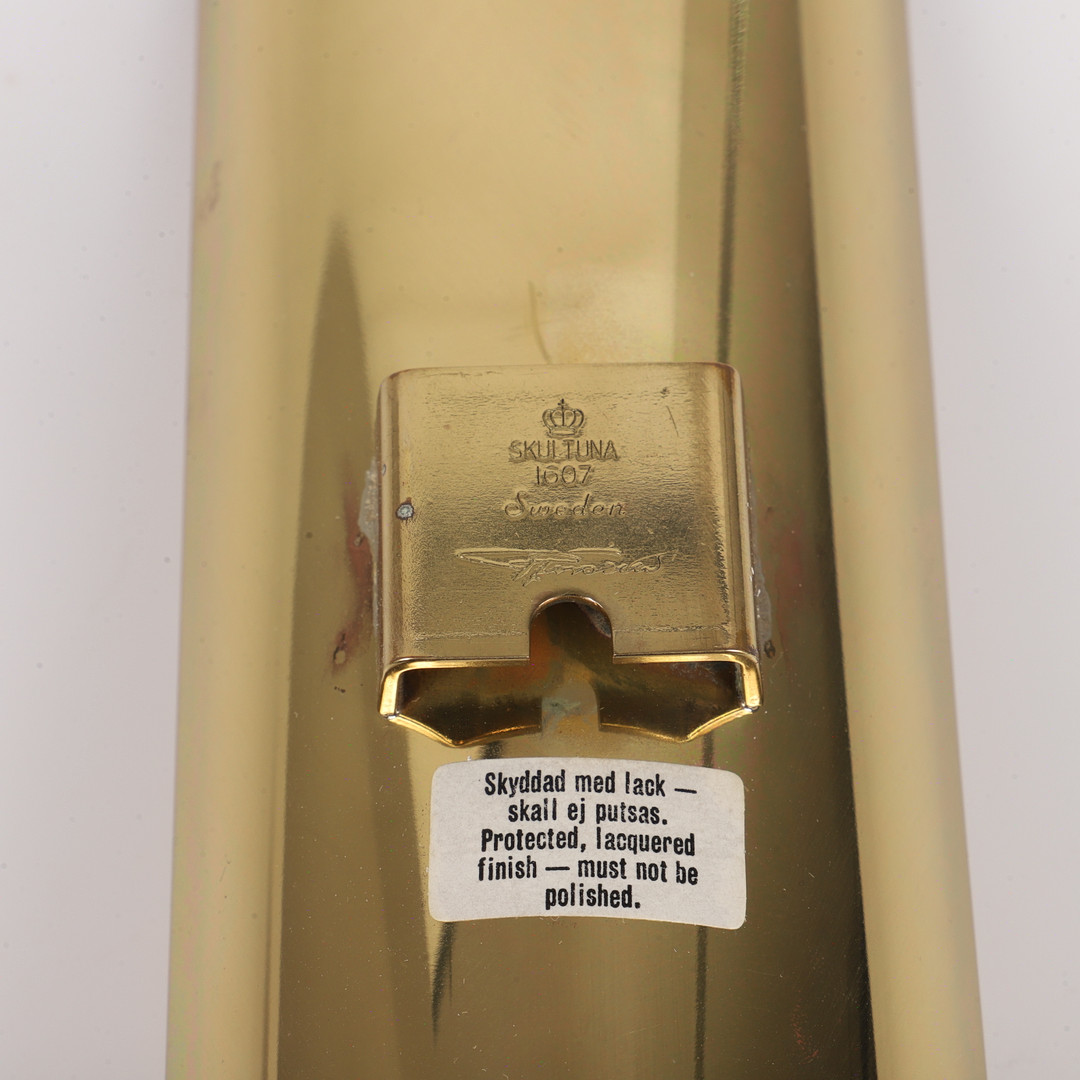 SKULTUNA
1607
Sweden
Skyddad med lack —
skall ej putsas.
Protected, lacquered
finish — must not be
polished.